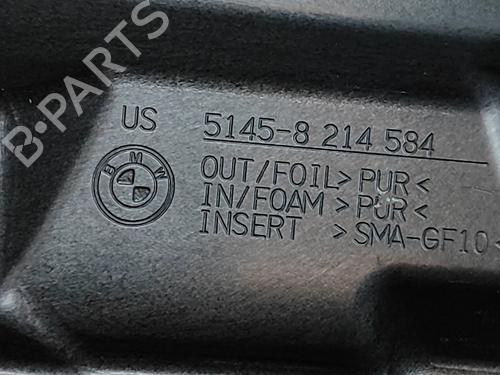 B-PARTS
US 5145-8 214 584
BMW
OUT/FOIL>PUR<
IN/FOAM >PUR<
INSERT >SMA-GF10<